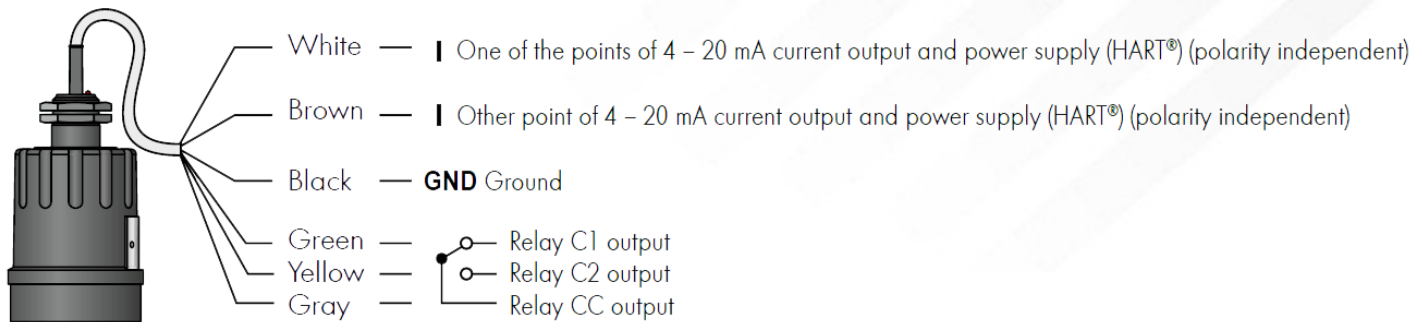 White I One of the points of 4 – 20 mA current output and power supply (HART®) (polarity independent)
Brown I Other point of 4 – 20 mA current output and power supply (HART®) (polarity independent)
Black GND Ground
Green Relay C1 output
Yellow Relay C2 output
Gray Relay CC output